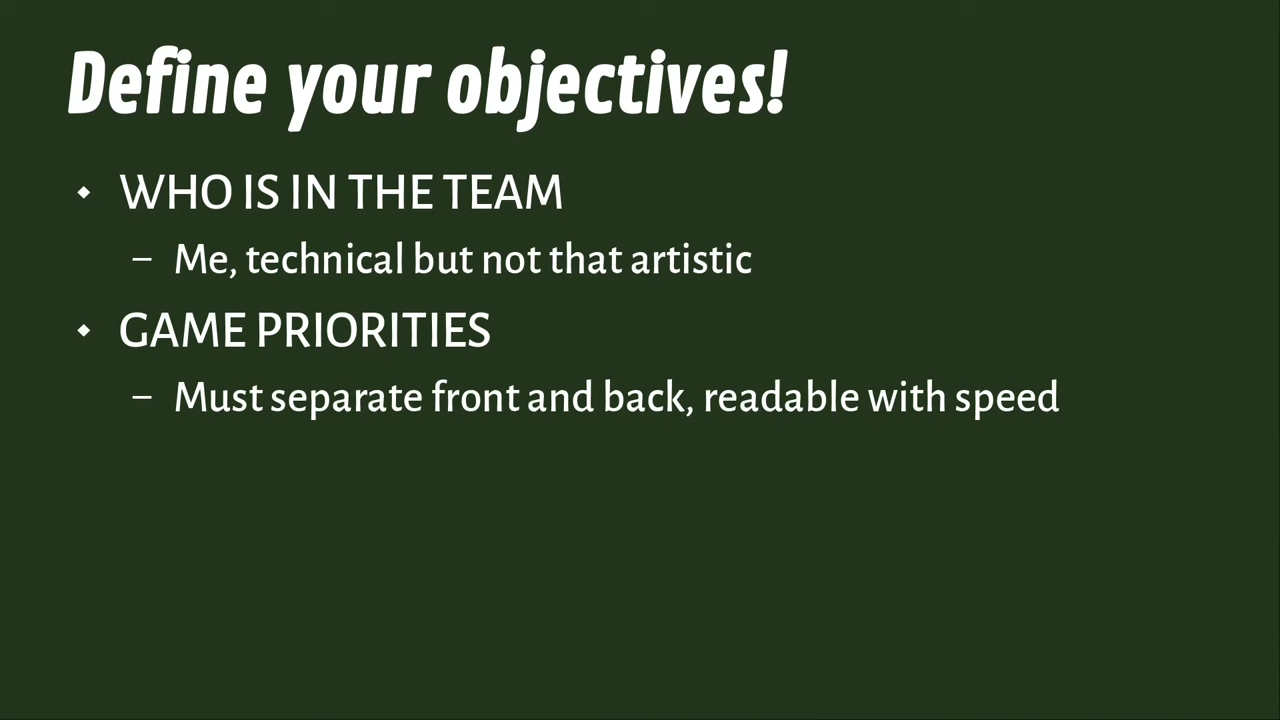 Define your objectives!
WHO IS IN THE TEAM
– Me, technical but not that artistic
GAME PRIORITIES
– Must separate front and back, readable with speed